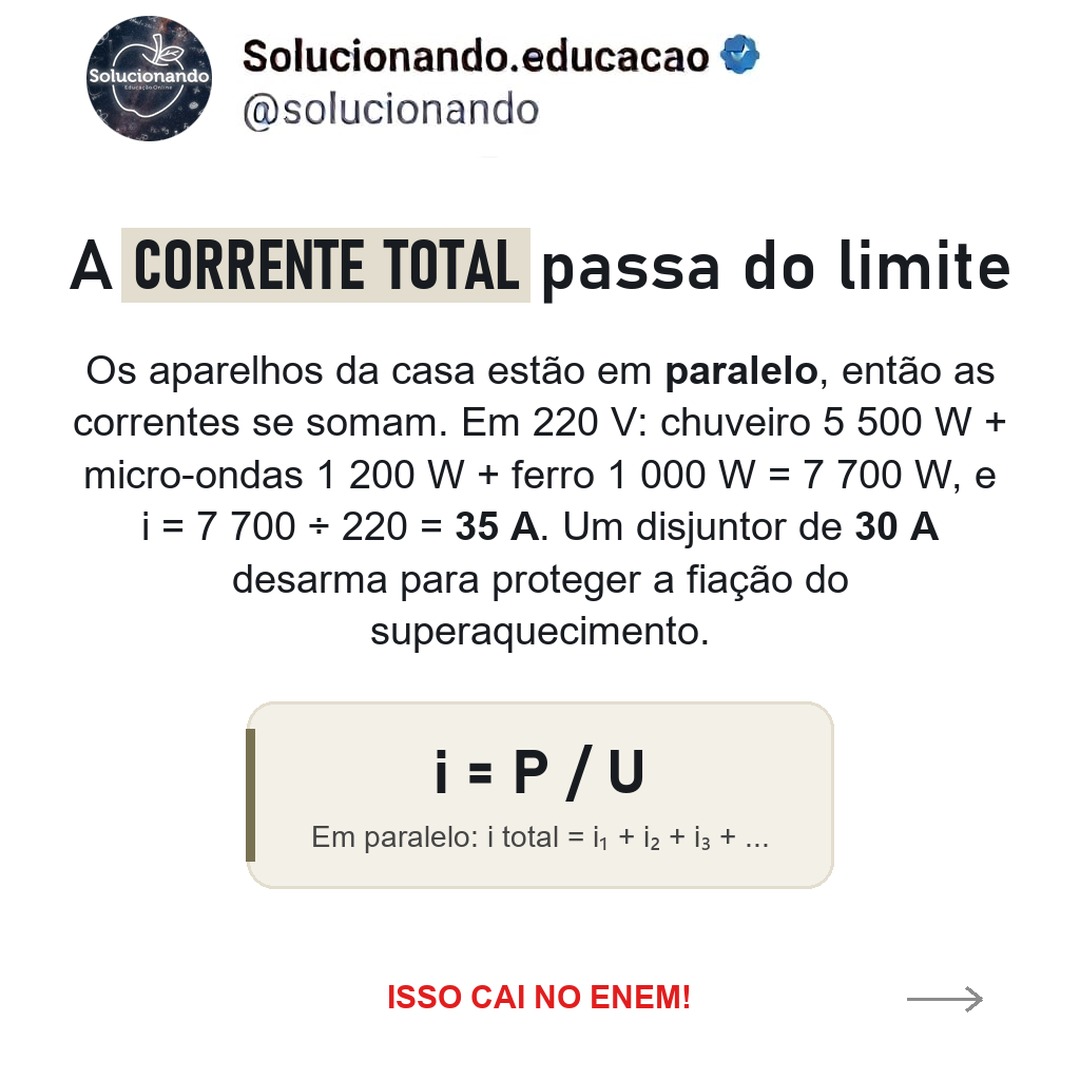 Solucionando
Educação Online
Solucionando.educacao
@solucionando
A CORRENTE TOTAL passa do limite
Os aparelhos da casa estão em paralelo, então as
correntes se somam. Em 220 V: chuveiro 5 500 W +
micro-ondas 1 200 W + ferro 1 000 W = 7 700 W, e
i = 7 700 ÷ 220 = 35 A. Um disjuntor de 30 A
desarma para proteger a fiação do
superaquecimento.
i = P / U
Em paralelo: i total = i₁ + i₂ + i₃ + ...
ISSO CAI NO ENEM!